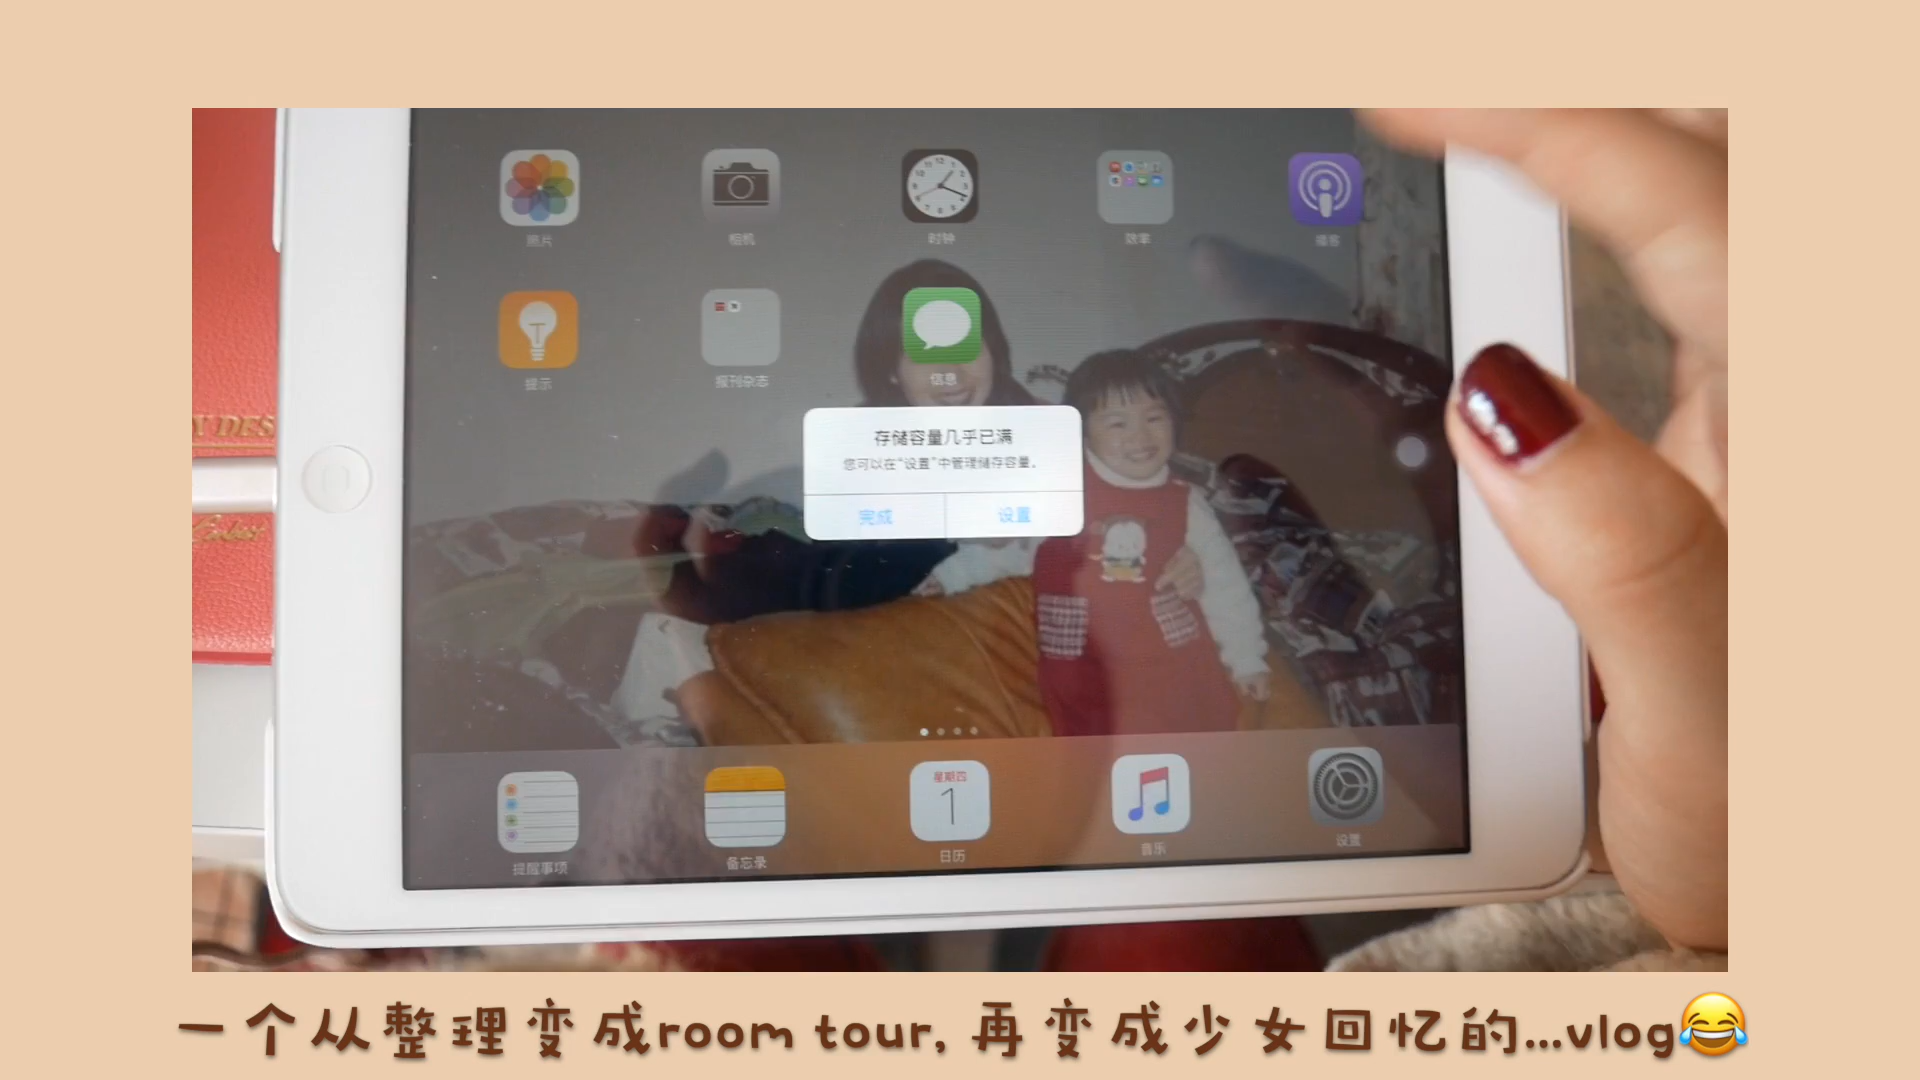 照片
相机
时钟
效率
播客
提示
报刊杂志
信息
存储容量几乎已满
您可以在“设置”中管理储存容量。
完成
设置
Y DES
提醒事项
备忘录
星期四
1
日历
音乐
设置
一个从整理变成room tour, 再变成少女回忆的...vlog😂